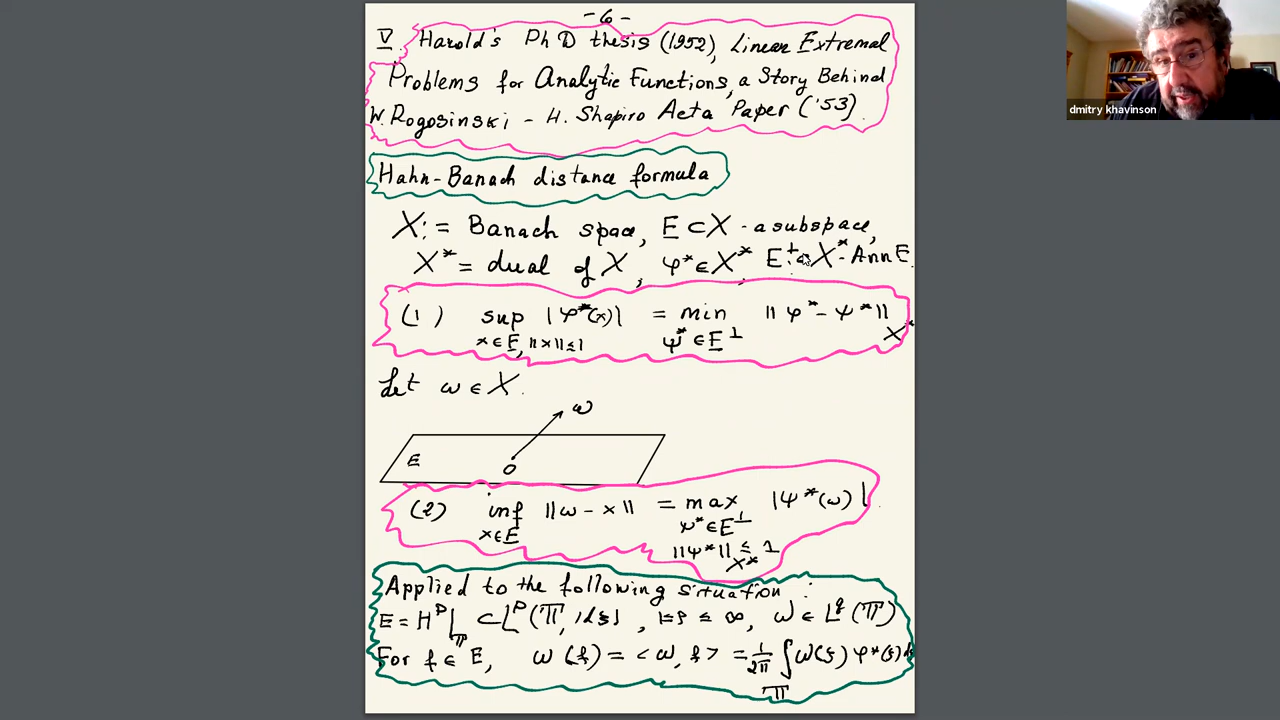 -6-
V. Harold's PhD thesis (1952), Linear Extremal
Problems for Analytic Functions, a Story Behind
W. Rogosinski - H. Shapiro Acta Paper ('53)
Hahn-Banach distance formula
X := Banach space, E ⊂ X - a subspace,
X* = dual of X, φ* ∈ X*, E⊥ ⊂ X* - Ann E.
(1) sup |φ*(x)| = min ||φ* - ψ*||
x∈E, ||x||≤1 ψ* ∈ E⊥ X*
Let ω ∈ X.
ω
E
O
(2) inf ||ω - x|| = max |ψ*(ω)|
x∈E ψ*∈E⊥
||ψ*|| ≤ 1
X*
Applied to the following situation:
E = H^p|_𝕋 ⊂ L^p(𝕋, |dξ|), 1≤p≤∞, ω ∈ L^q(𝕋)
For f ∈ E, ω(f) = <ω, f> = 1/2π ∫ ω(ξ) φ*(ξ)
𝕋
dmitry khavinson